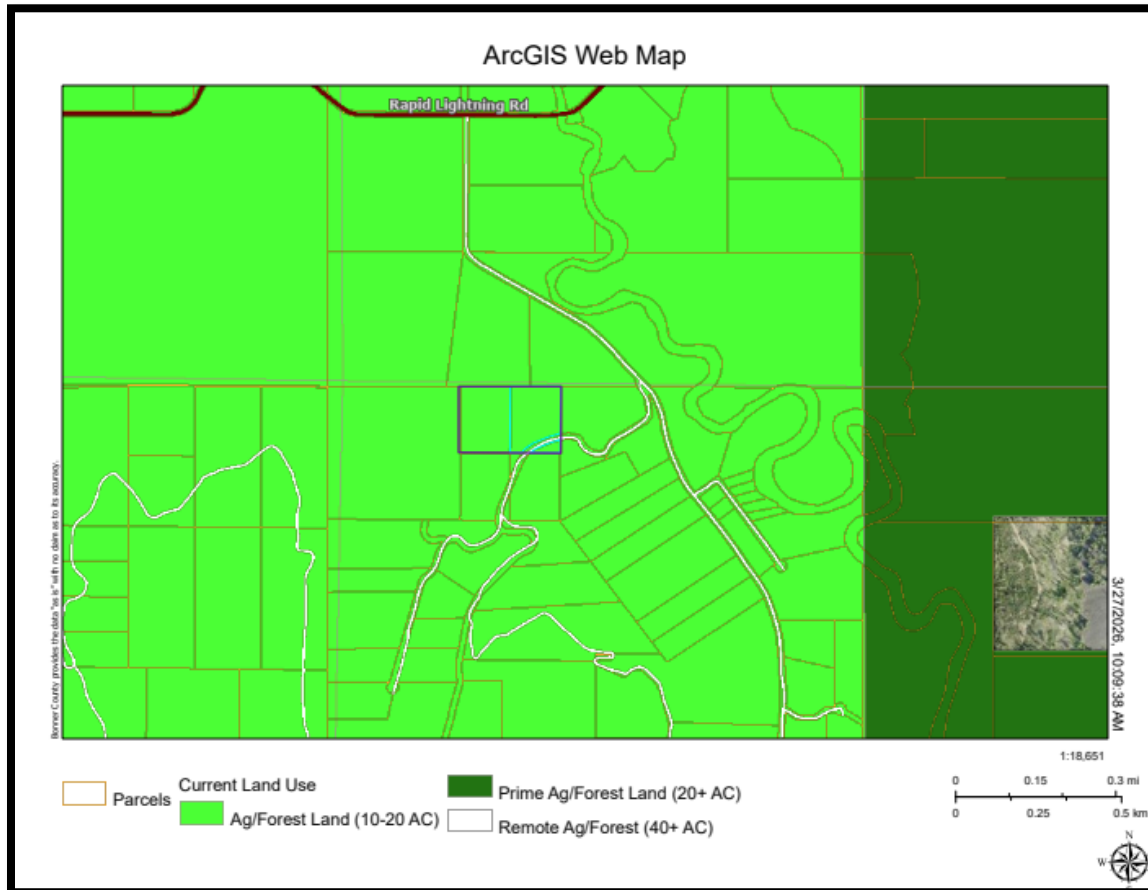 ArcGIS Web Map
Rapid Lightning Rd
Bonner County provides the data "as is" with no claim as to its accuracy.
3/27/2026, 10:09:38 AM
1:18,651
Parcels
Current Land Use
Ag/Forest Land (10-20 AC)
Prime Ag/Forest Land (20+ AC)
Remote Ag/Forest (40+ AC)
0 0.15 0.3 mi
0 0.25 0.5 km
N
W
E
S